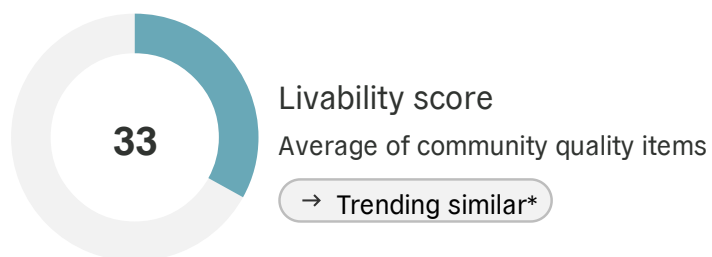 33
Livability score
Average of community quality items
→ Trending similar*